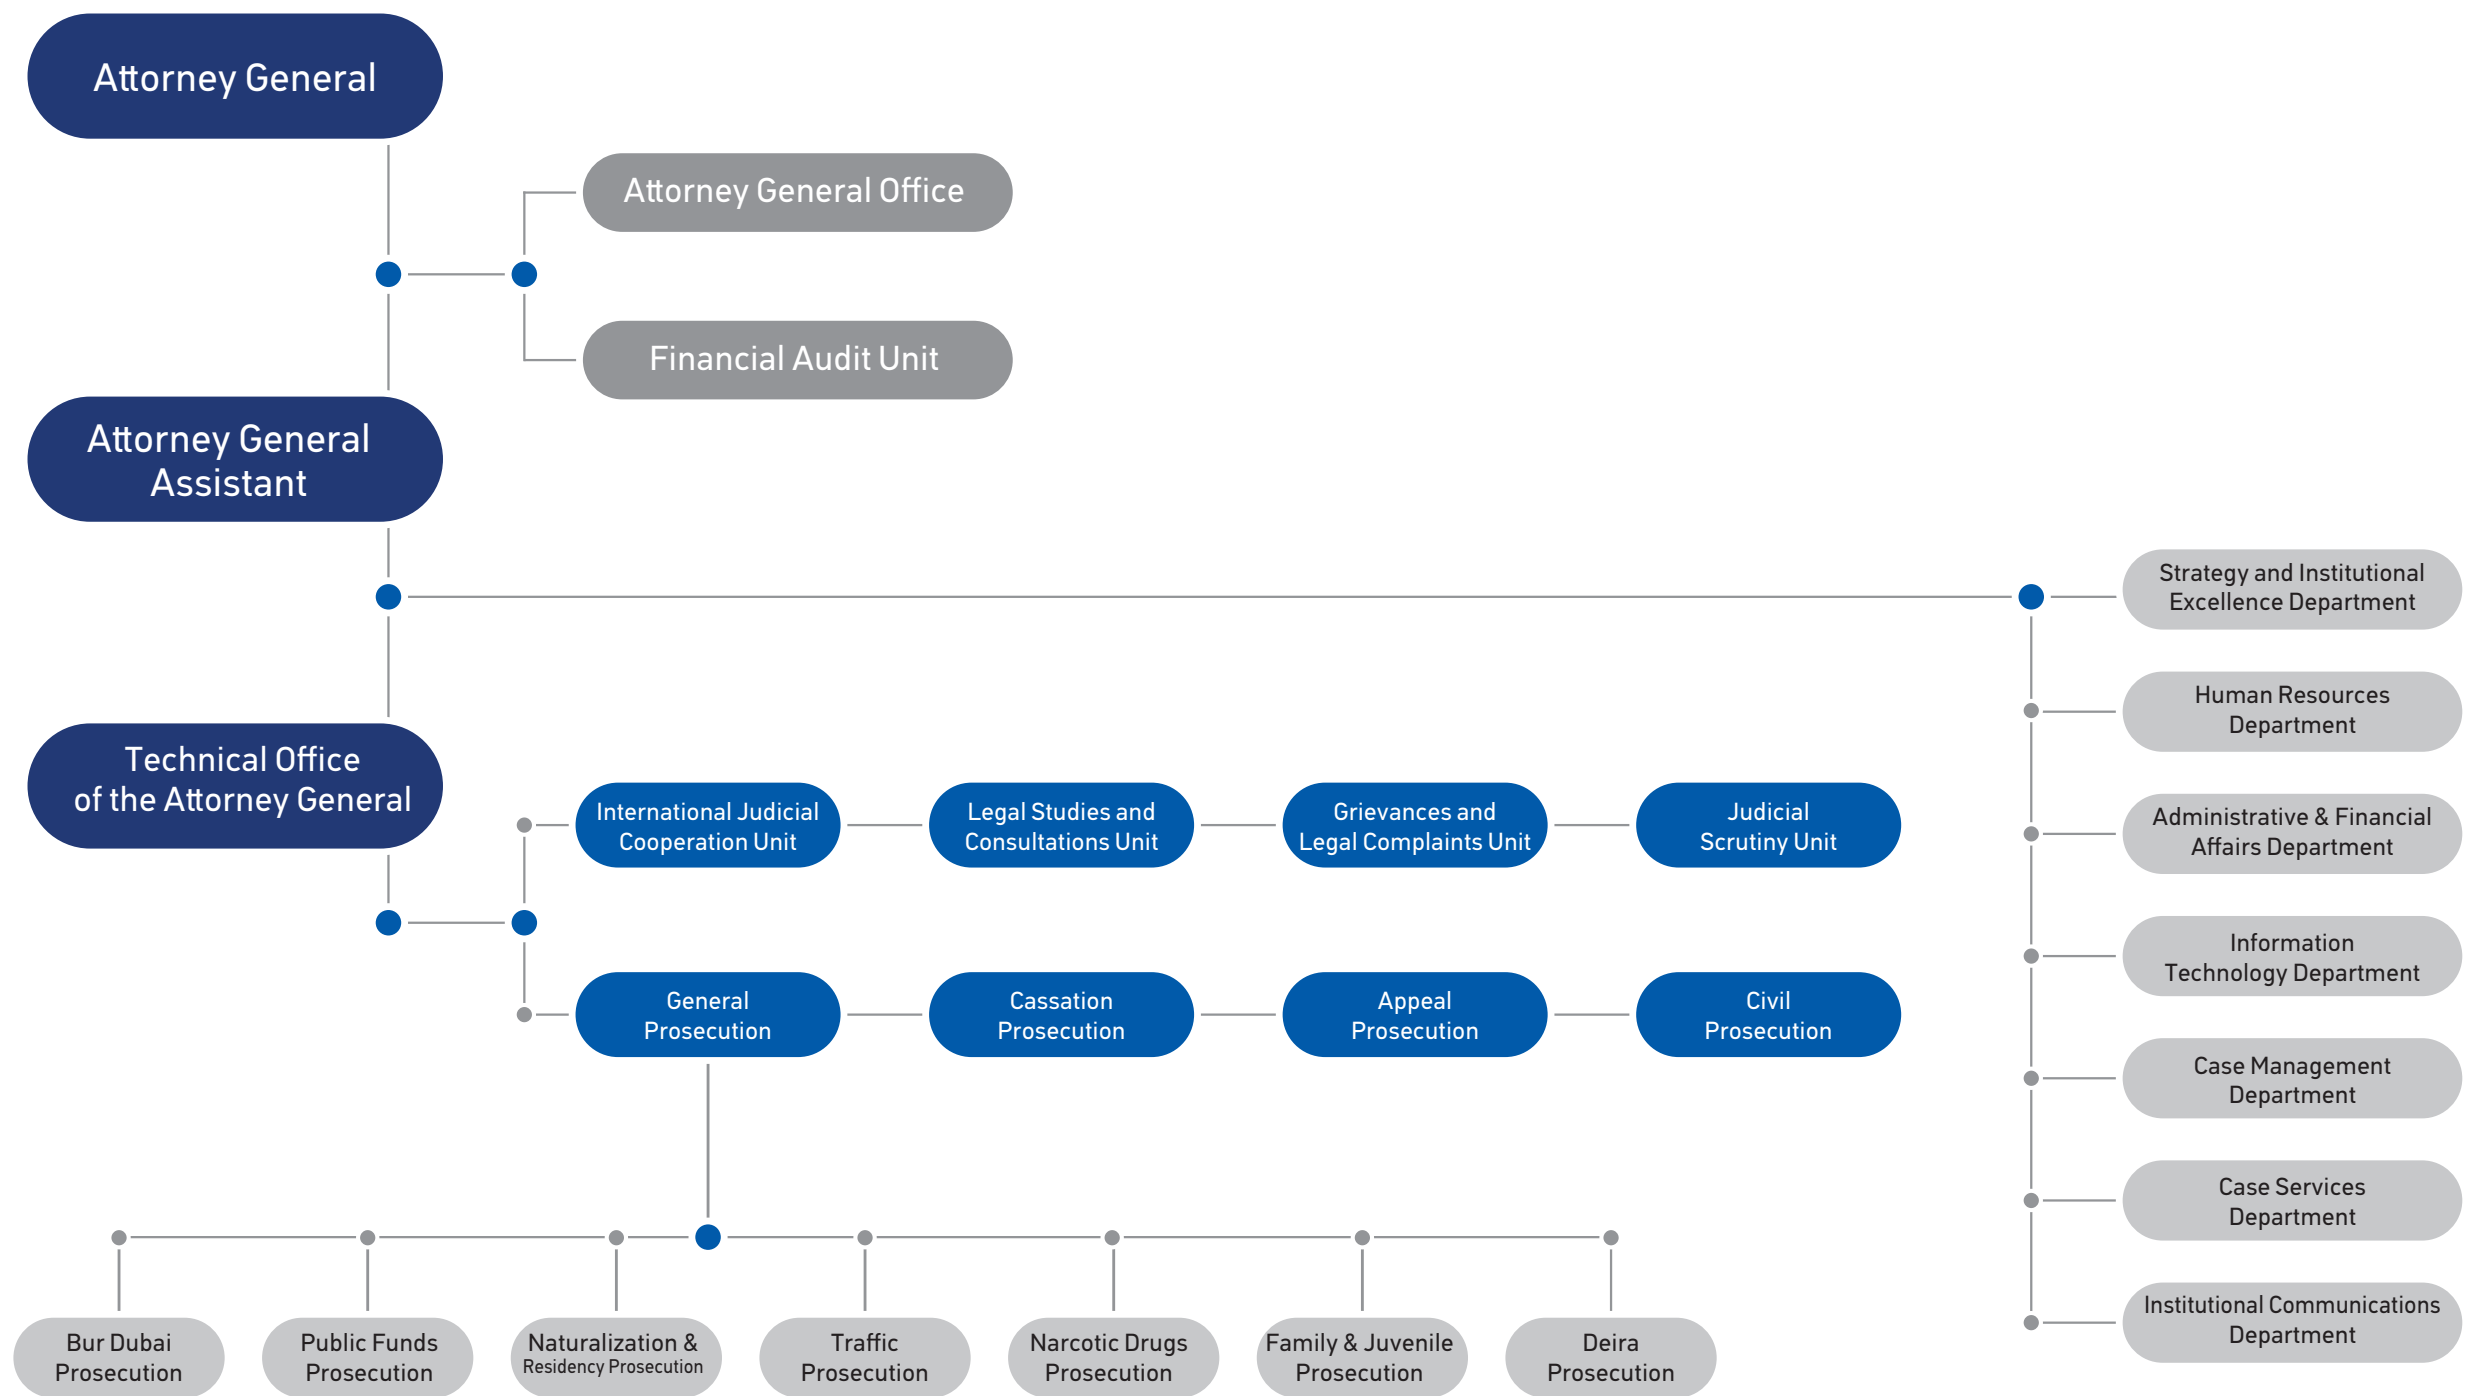 Attorney General
Attorney General Office
Financial Audit Unit
Attorney General
Assistant
Strategy and Institutional
Excellence Department
Human Resources
Department
Technical Office
of the Attorney General
International Judicial
Cooperation Unit
Legal Studies and
Consultations Unit
Grievances and
Legal Complaints Unit
Judicial
Scrutiny Unit
Administrative & Financial
Affairs Department
Information
Technology Department
General
Prosecution
Cassation
Prosecution
Appeal
Prosecution
Civil
Prosecution
Case Management
Department
Case Services
Department
Institutional Communications
Department
Bur Dubai
Prosecution
Public Funds
Prosecution
Naturalization &
Residency Prosecution
Traffic
Prosecution
Narcotic Drugs
Prosecution
Family & Juvenile
Prosecution
Deira
Prosecution